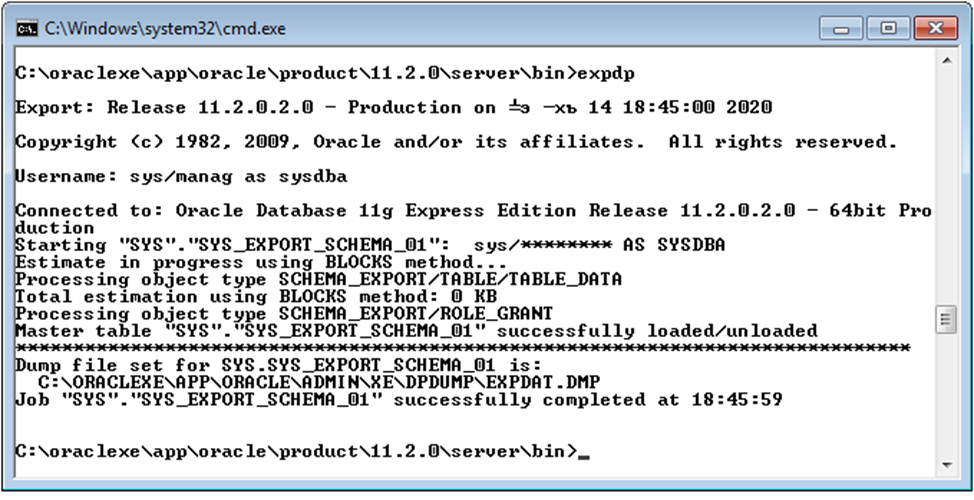 C:\Windows\system32\cmd.exe
C:\oraclexe\app\oracle\product\11.2.0\server\bin>expdp
Export: Release 11.2.0.2.0 - Production on ╧э ─хъ 14 18:45:00 2020
Copyright (c) 1982, 2009, Oracle and/or its affiliates.  All rights reserved.
Username: sys/manag as sysdba
Connected to: Oracle Database 11g Express Edition Release 11.2.0.2.0 - 64bit Pro
duction
Starting "SYS"."SYS_EXPORT_SCHEMA_01":  sys/******** AS SYSDBA
Estimate in progress using BLOCKS method...
Processing object type SCHEMA_EXPORT/TABLE/TABLE_DATA
Total estimation using BLOCKS method: 0 KB
Processing object type SCHEMA_EXPORT/ROLE_GRANT
Master table "SYS"."SYS_EXPORT_SCHEMA_01" successfully loaded/unloaded
******************************************************************************
Dump file set for SYS.SYS_EXPORT_SCHEMA_01 is:
  C:\ORACLEXE\APP\ORACLE\ADMIN\XE\DPDUMP\EXPDAT.DMP
Job "SYS"."SYS_EXPORT_SCHEMA_01" successfully completed at 18:45:59
C:\oraclexe\app\oracle\product\11.2.0\server\bin>_